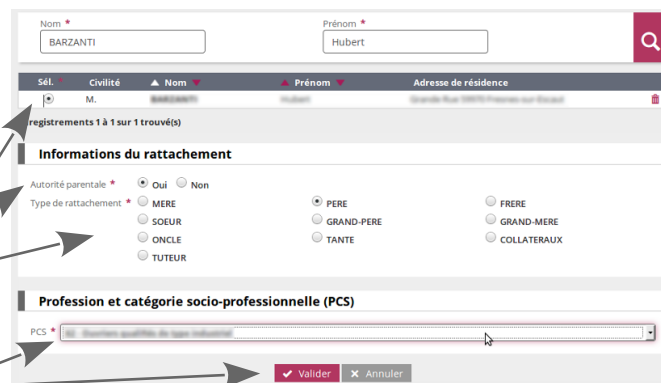 Nom * Prénom *
BARZANTI Hubert
Sél. * Civilité Nom Prénom Adresse de résidence
M.
registrements 1 à 1 sur 1 trouvé(s)
Informations du rattachement
Autorité parentale * Oui Non
Type de rattachement * MERE PERE FRERE
SOEUR GRAND-PERE GRAND-MERE
ONCLE TANTE COLLATERAUX
TUTEUR
Profession et catégorie socio-professionnelle (PCS)
PCS *
Valider Annuler